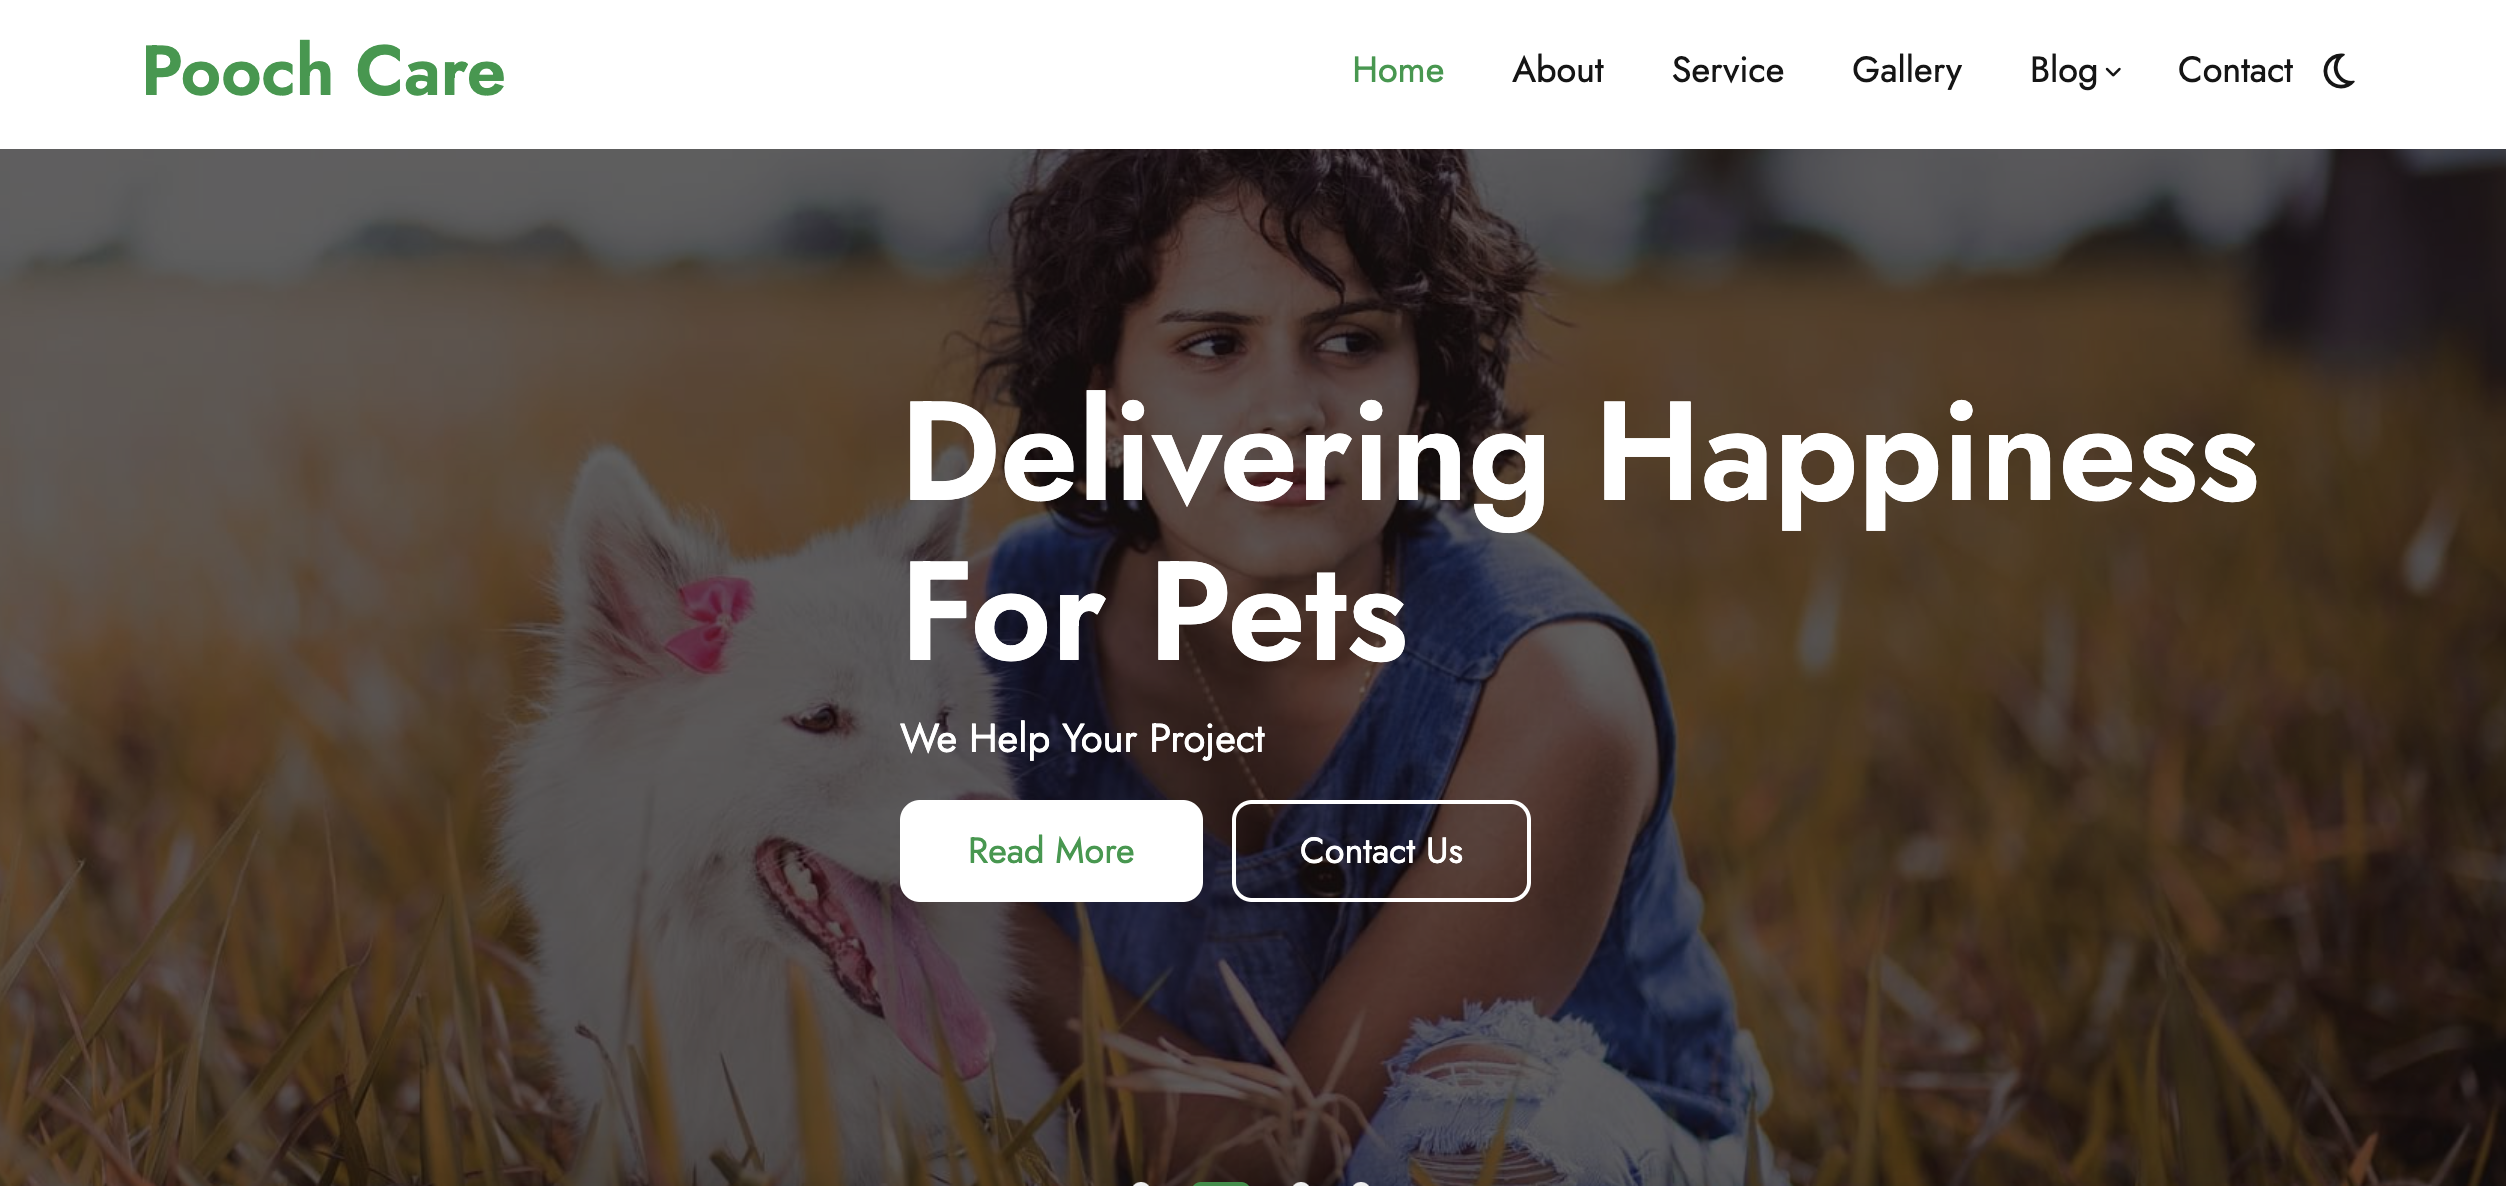 Pooch Care
Home About Service Gallery Blog Contact
Delivering Happiness
For Pets
We Help Your Project
Read More Contact Us